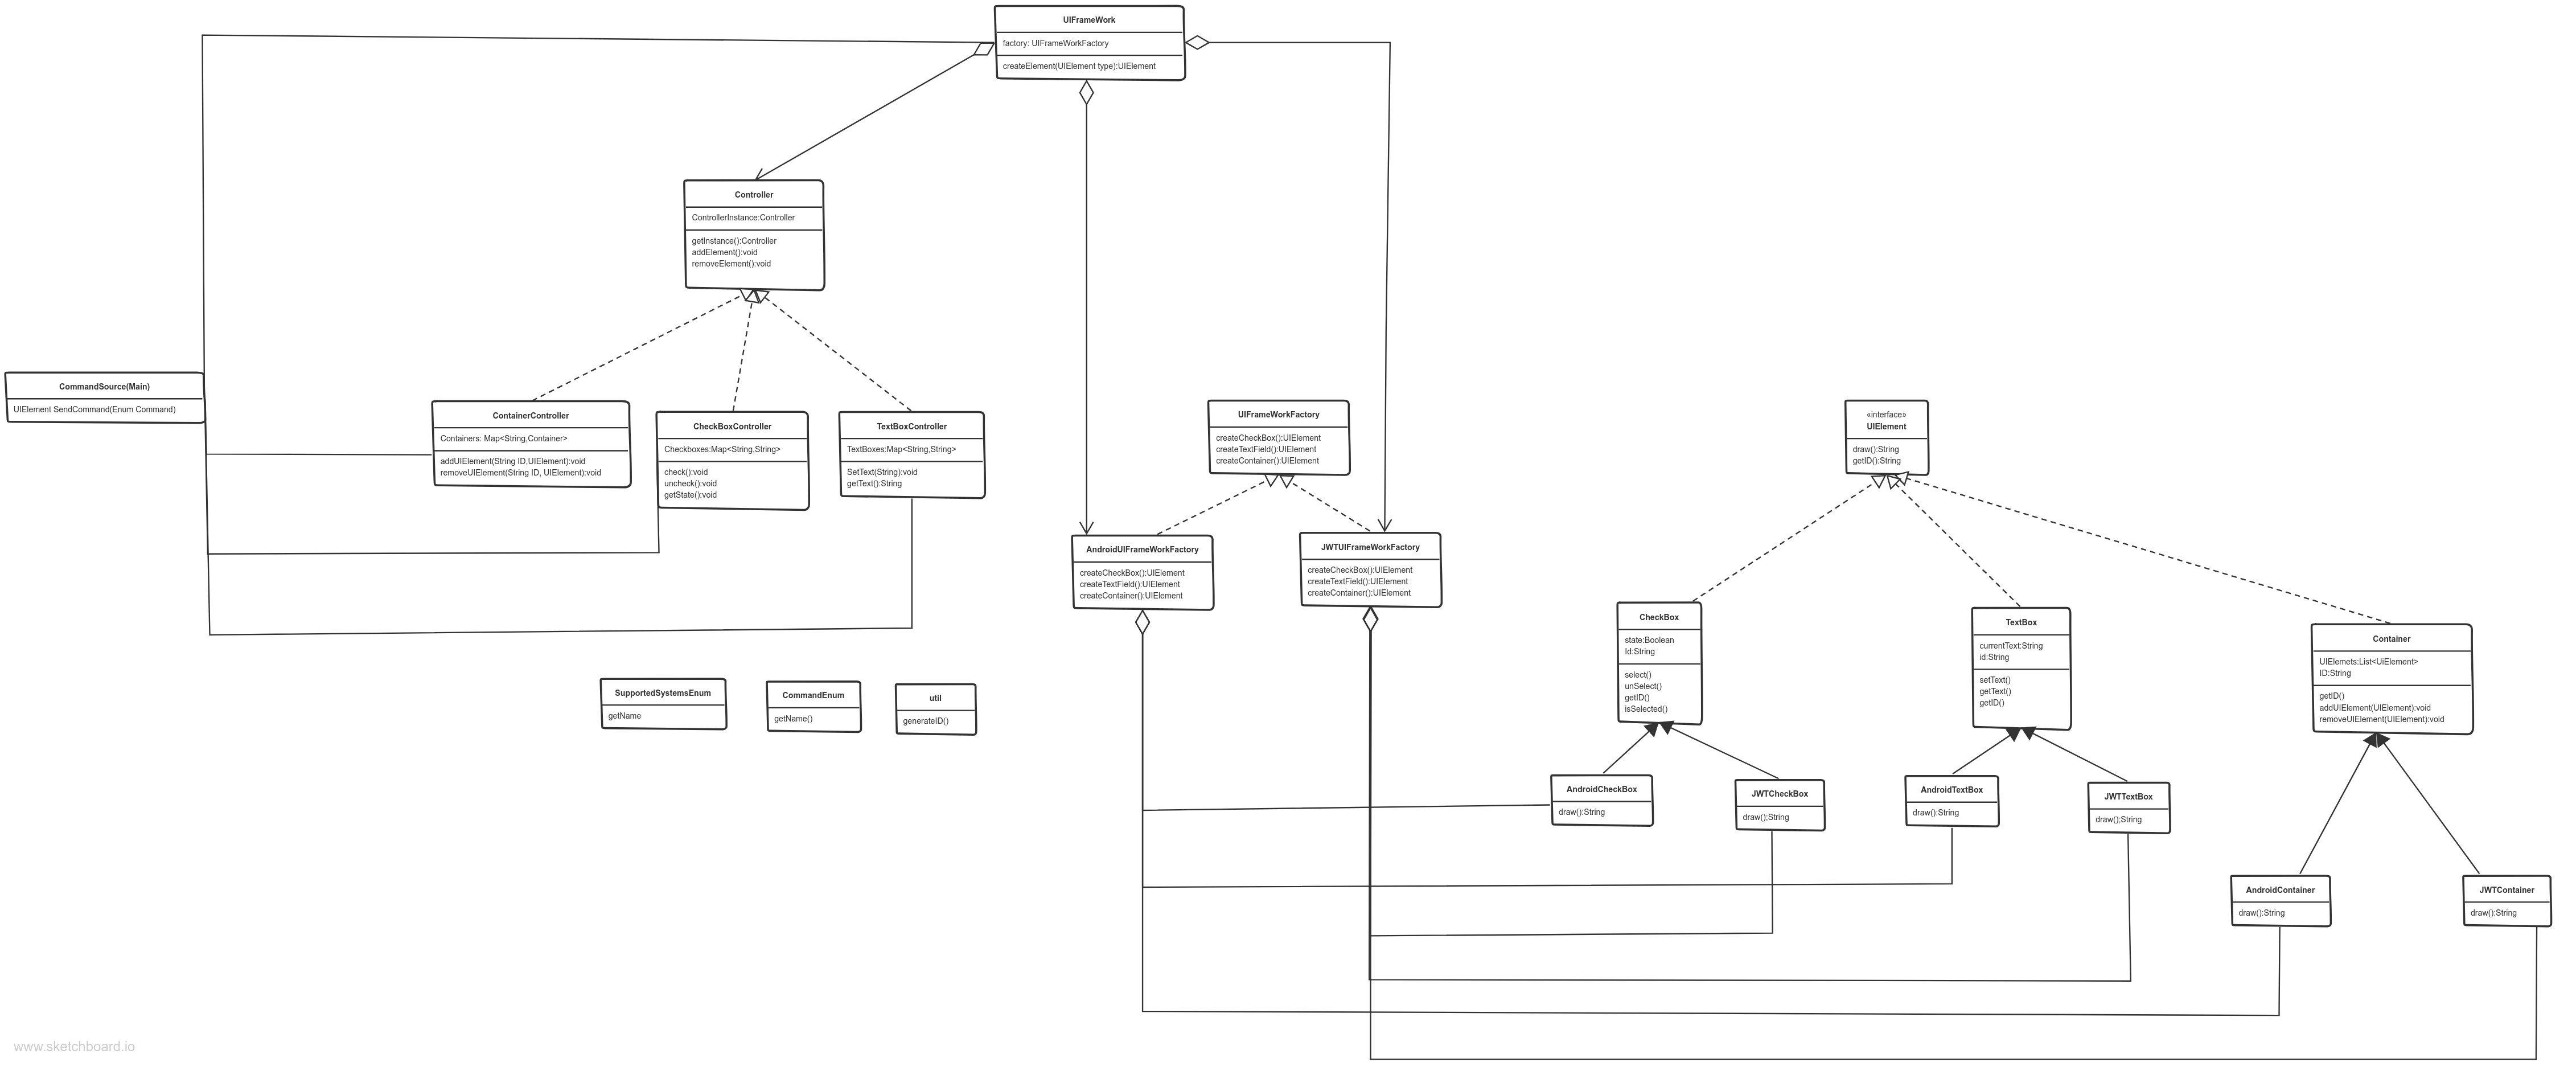 UIFrameWork
factory: UIFrameWorkFactory
createElement(UIElement type):UIElement
Controller
ControllerInstance:Controller
getInstance():Controller
addElement():void
removeElement():void
CommandSource(Main)
UIElement SendCommand(Enum Command)
ContainerController
Containers: Map<String,Container>
addUIElement(String ID,UIElement):void
removeUIElement(String ID, UIElement):void
CheckBoxController
Checkboxes:Map<String,String>
check():void
uncheck():void
getState():void
TextBoxController
TextBoxes:Map<String,String>
SetText(String):void
getText():String
UIFrameWorkFactory
createCheckBox():UIElement
createTextField():UIElement
createContainer():UIElement
«interface»
UIElement
draw():String
getID():String
AndroidUIFrameWorkFactory
createCheckBox():UIElement
createTextField():UIElement
createContainer():UIElement
JWTUIFrameWorkFactory
createCheckBox():UIElement
createTextField():UIElement
createContainer():UIElement
CheckBox
state:Boolean
Id:String
select()
unSelect()
getID()
isSelected()
TextBox
currentText:String
id:String
setText()
getText()
getID()
Container
UIElemets:List<UiElement>
ID:String
getID()
addUIElement(UIElement):void
removeUIElement(UIElement):void
SupportedSystemsEnum
getName
CommandEnum
getName()
util
generateID()
AndroidCheckBox
draw():String
JWTCheckBox
draw();String
AndroidTextBox
draw():String
JWTTextBox
draw();String
AndroidContainer
draw():String
JWTContainer
draw():String
www.sketchboard.io